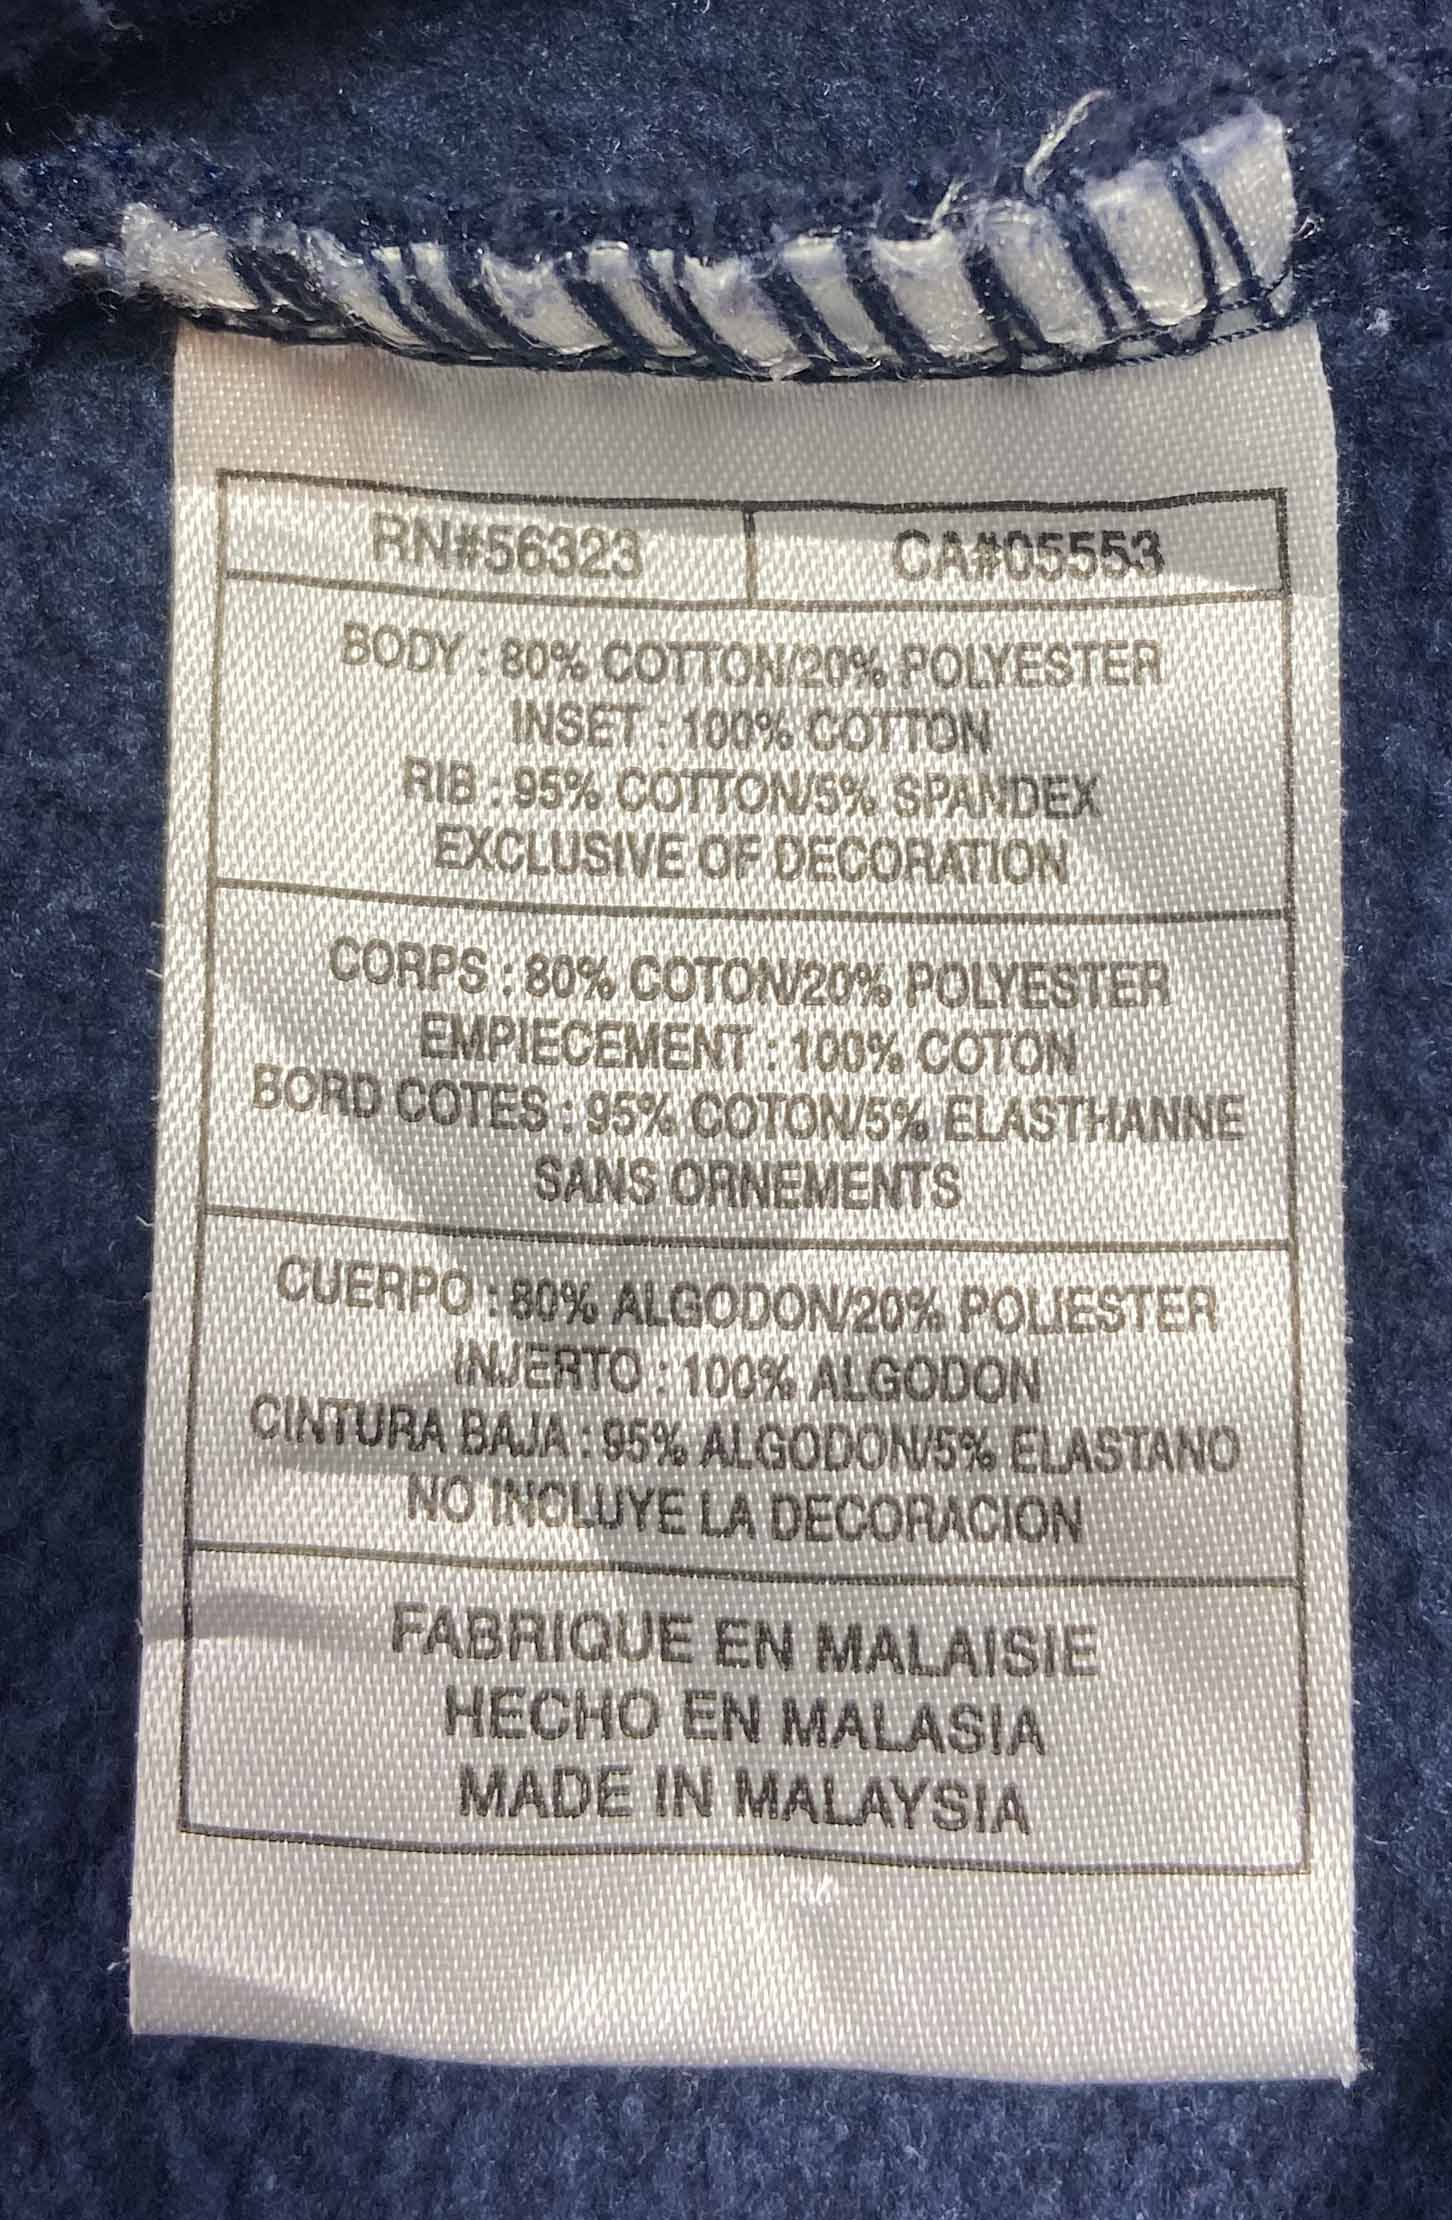 RN#56323 CA#05553
BODY : 80% COTTON/20% POLYESTER
INSET : 100% COTTON
RIB : 95% COTTON/5% SPANDEX
EXCLUSIVE OF DECORATION
CORPS : 80% COTON/20% POLYESTER
EMPIECEMENT : 100% COTON
BORD COTES : 95% COTON/5% ELASTHANNE
SANS ORNEMENTS
CUERPO : 80% ALGODON/20% POLIESTER
INJERTO : 100% ALGODON
CINTURA BAJA : 95% ALGODON/5% ELASTANO
NO INCLUYE LA DECORACION
FABRIQUE EN MALAISIE
HECHO EN MALASIA
MADE IN MALAYSIA